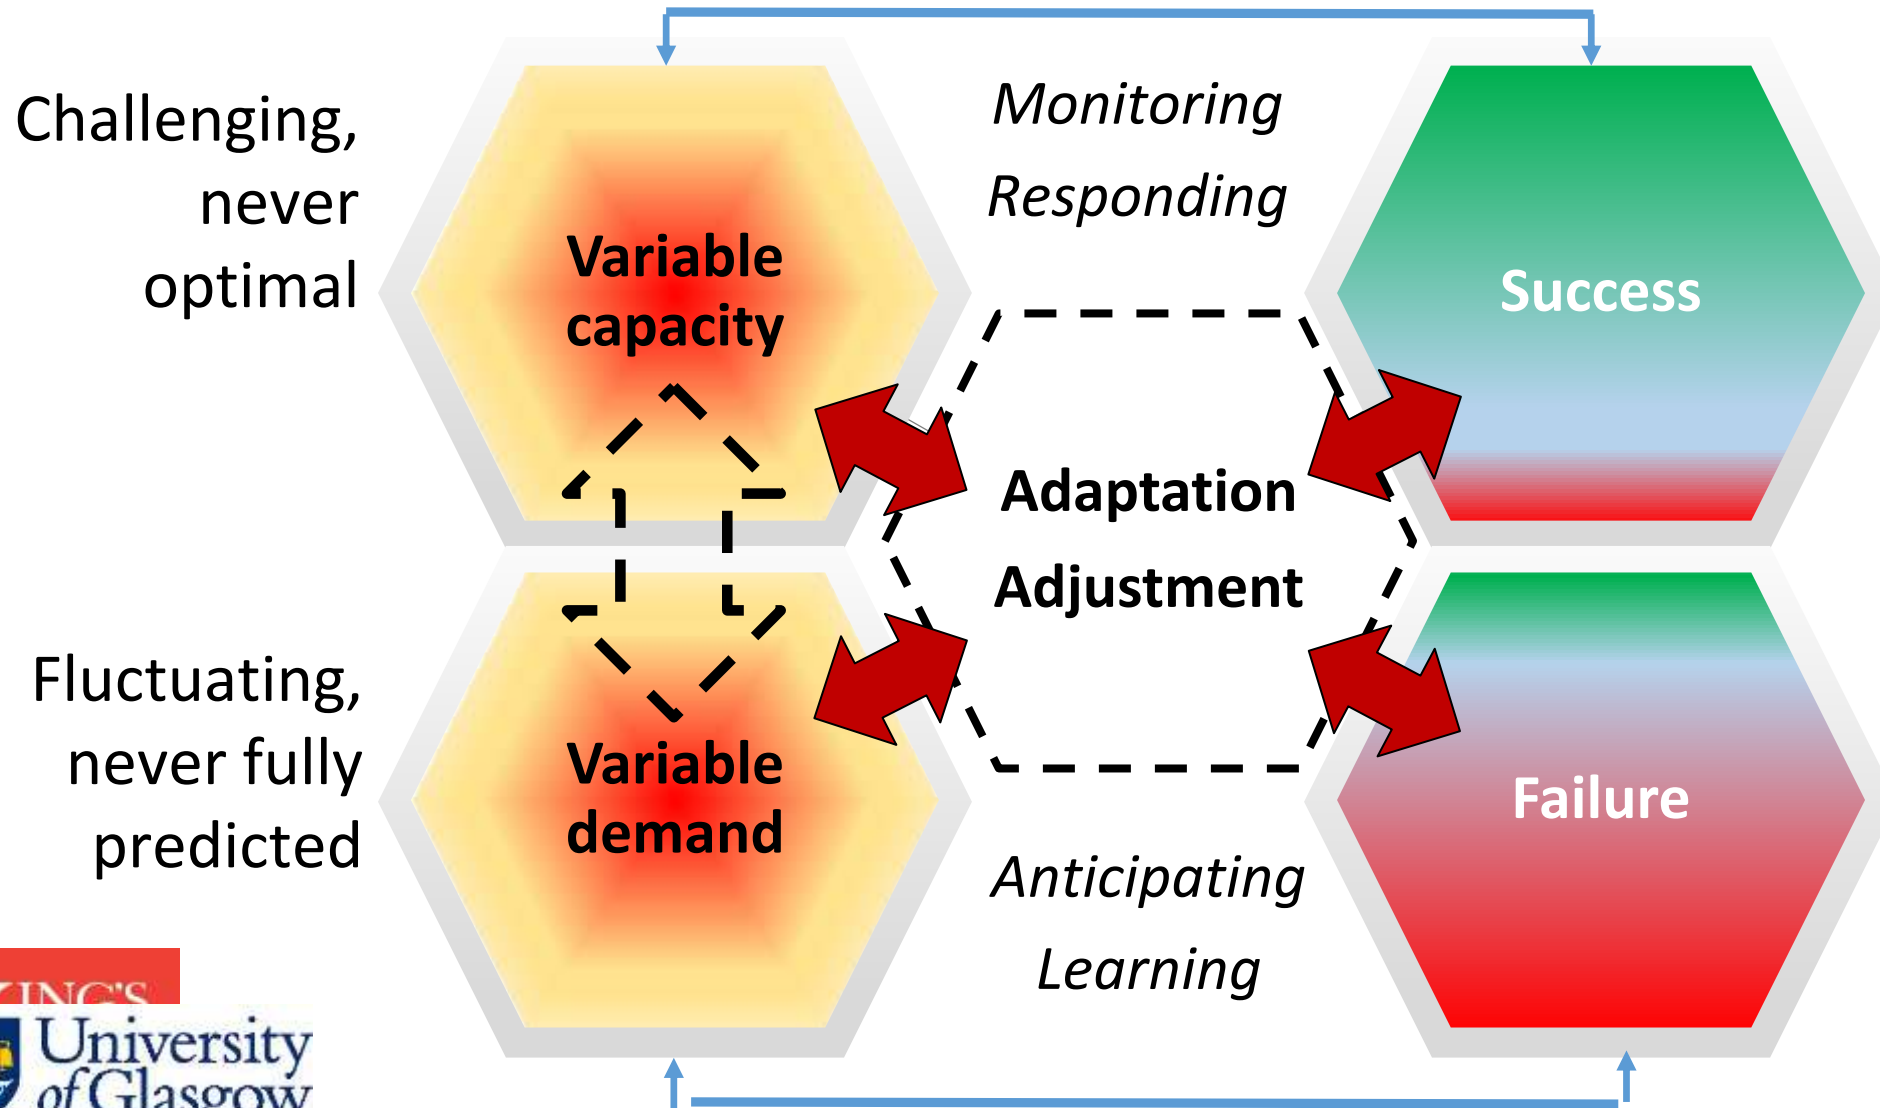 Challenging,
never
optimal
Variable
capacity
Monitoring
Responding
Success
Adaptation
Adjustment
Fluctuating,
never fully
predicted
Variable
demand
Anticipating
Learning
Failure
KING'S
University
of Glasgow